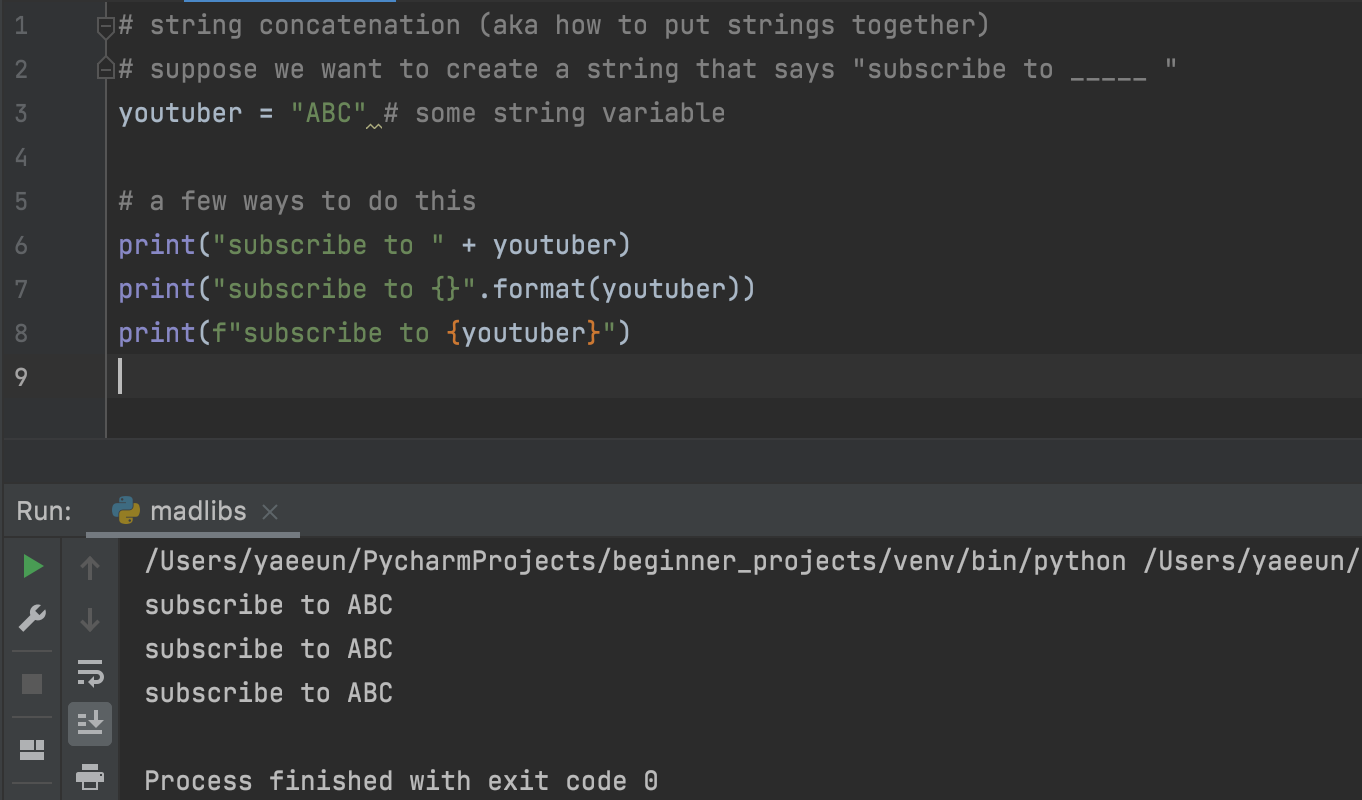 1 # string concatenation (aka how to put strings together)
2 # suppose we want to create a string that says "subscribe to _____ "
3 youtuber = "ABC" # some string variable
4
5 # a few ways to do this
6 print("subscribe to " + youtuber)
7 print("subscribe to {}".format(youtuber))
8 print(f"subscribe to {youtuber}")
9
Run: madlibs
/Users/yaeeun/PycharmProjects/beginner_projects/venv/bin/python /Users/yaeeun/
subscribe to ABC
subscribe to ABC
subscribe to ABC
Process finished with exit code 0